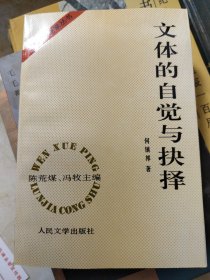 文体的自觉与抉择
何镇邦 著
陈荒煤、冯牧主编
WEN XUE PING
LUN JIA CONG SHU
人民文学出版社